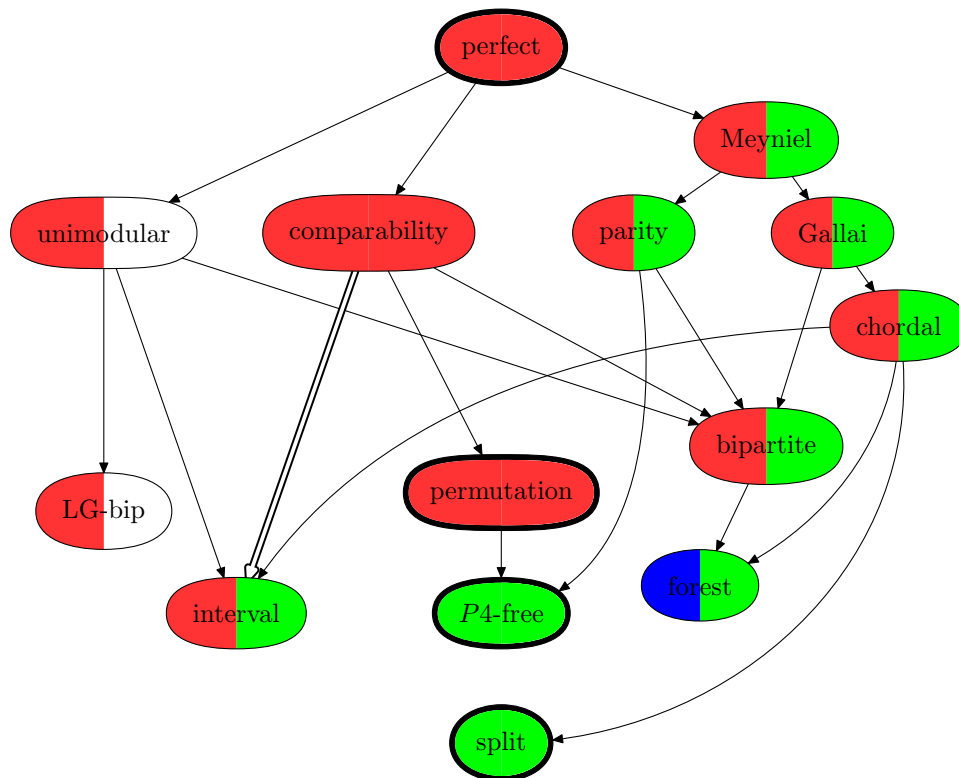 perfect
Meyniel
unimodular
comparability
parity
Gallai
chordal
bipartite
permutation
LG-bip
forest
interval
P4-free
split